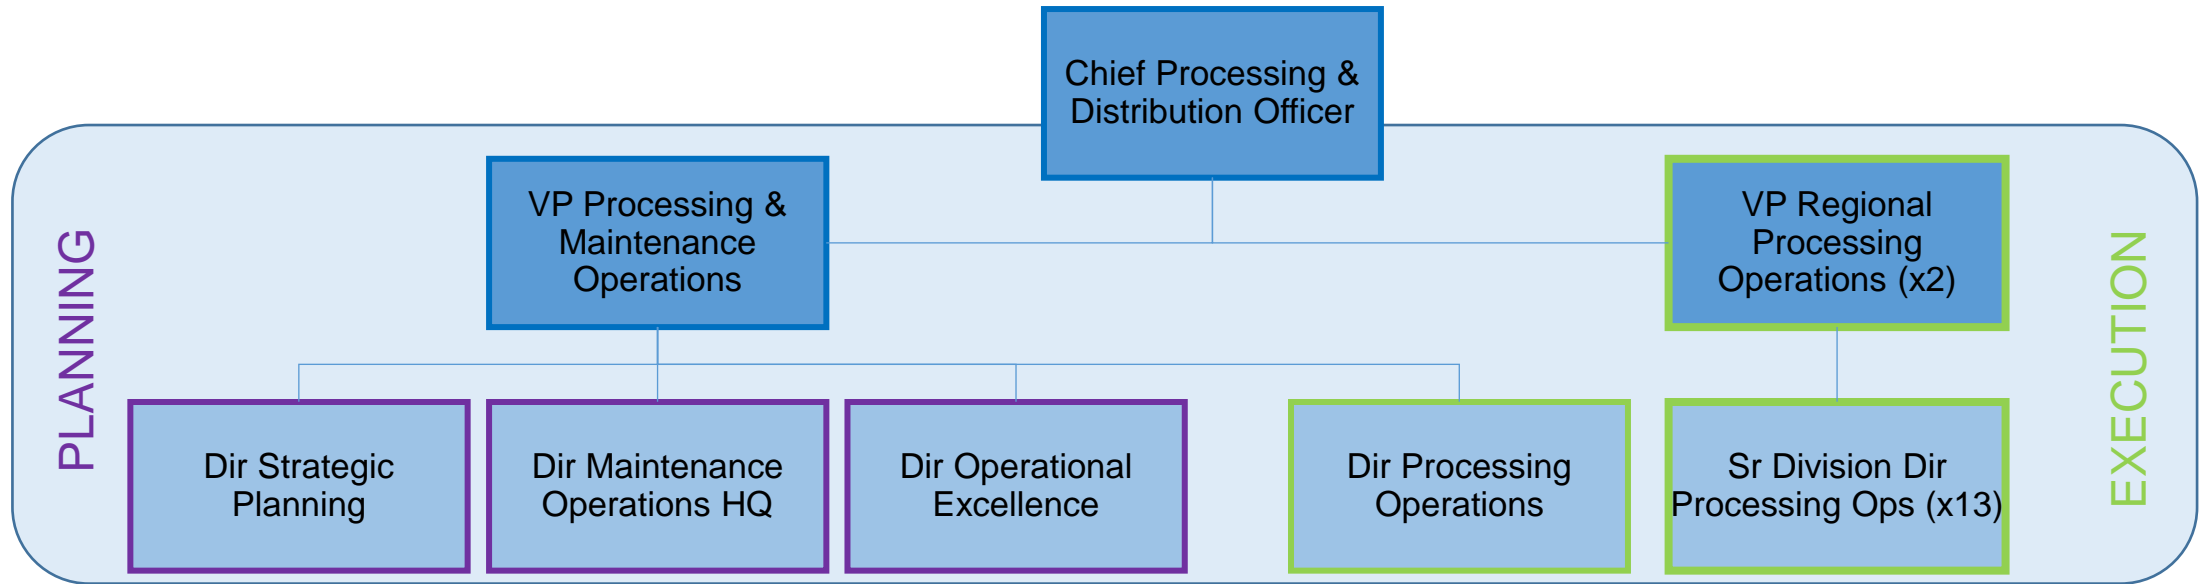 Chief Processing &
Distribution Officer
VP Processing &
Maintenance
Operations
VP Regional
Processing
Operations (x2)
PLANNING
EXECUTION
Dir Strategic
Planning
Dir Maintenance
Operations HQ
Dir Operational
Excellence
Dir Processing
Operations
Sr Division Dir
Processing Ops (x13)